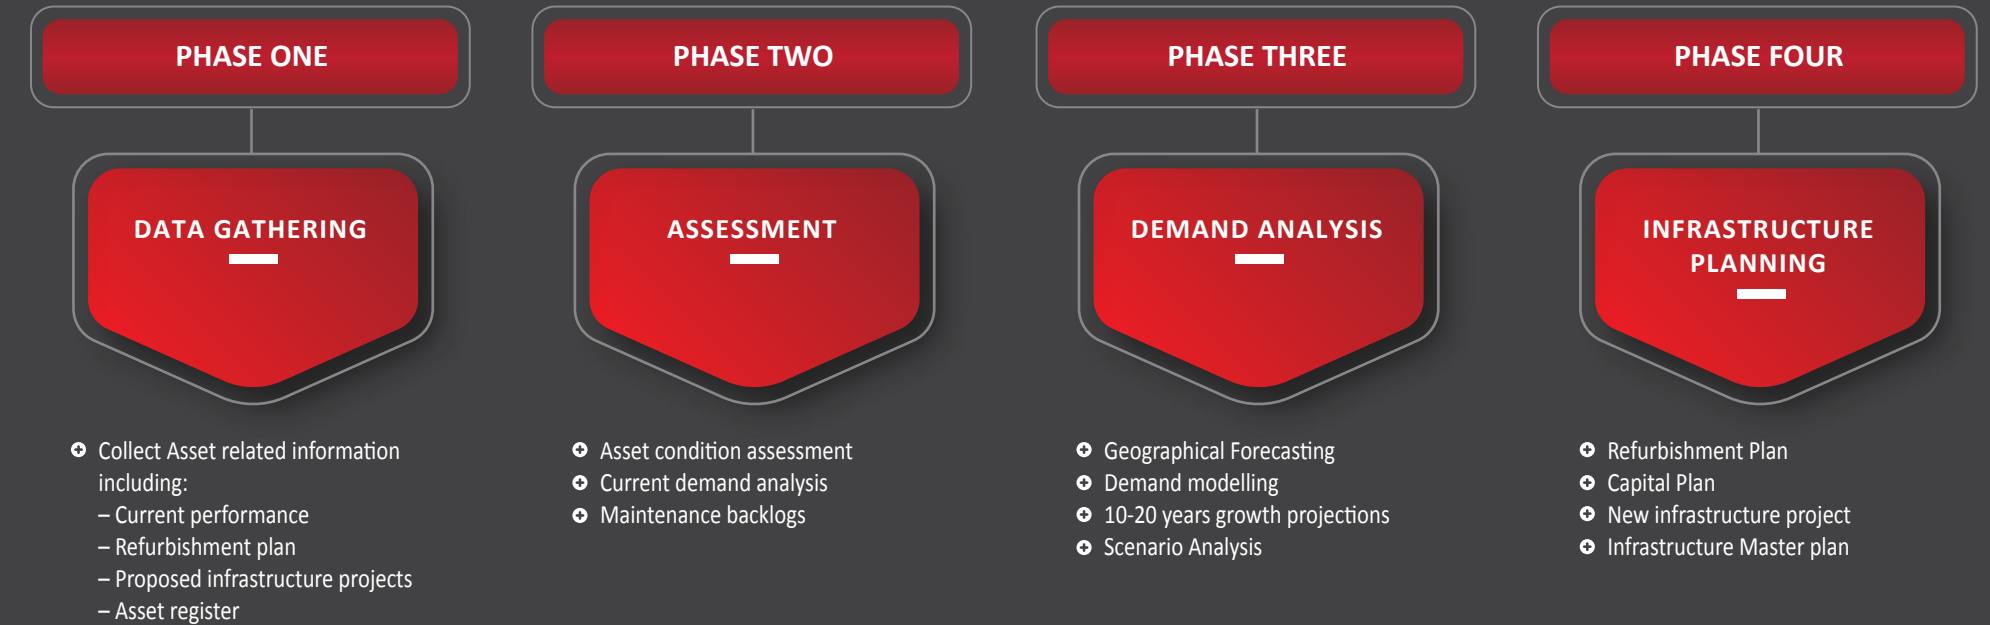 PHASE ONE
DATA GATHERING
Collect Asset related information
including:
– Current performance
– Refurbishment plan
– Proposed infrastructure projects
– Asset register
PHASE TWO
ASSESSMENT
Asset condition assessment
Current demand analysis
Maintenance backlogs
PHASE THREE
DEMAND ANALYSIS
Geographical Forecasting
Demand modelling
10-20 years growth projections
Scenario Analysis
PHASE FOUR
INFRASTRUCTURE
PLANNING
Refurbishment Plan
Capital Plan
New infrastructure project
Infrastructure Master plan